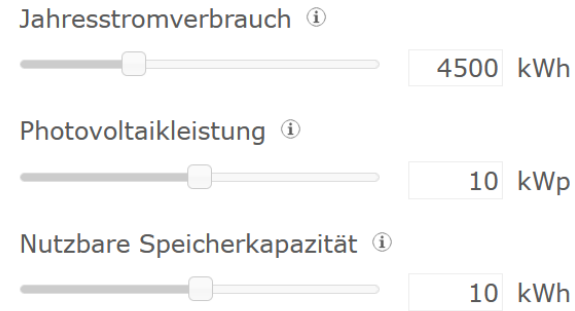 Jahresstromverbrauch ℹ
4500 kWh
Photovoltaikleistung ℹ
10 kWp
Nutzbare Speicherkapazität ℹ
10 kWh